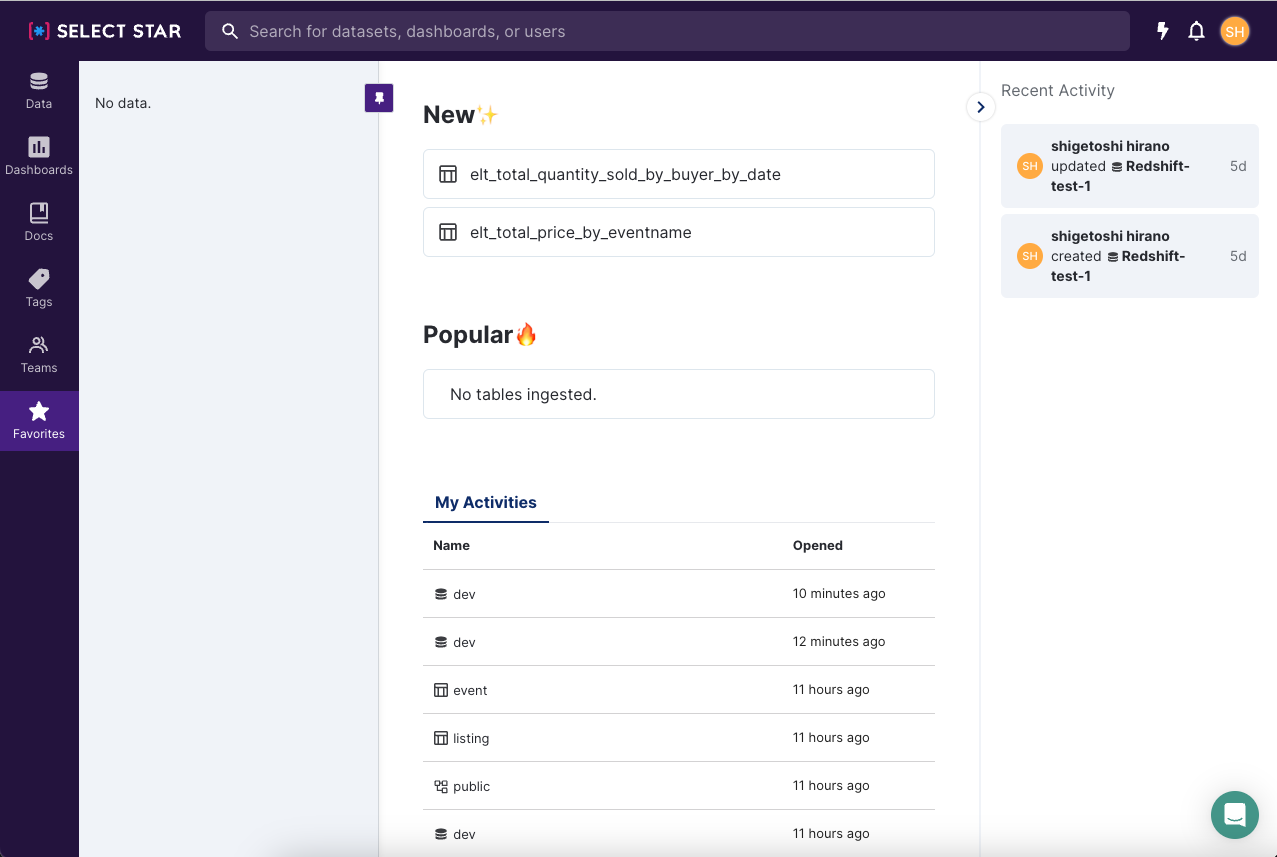 SELECT STAR
Search for datasets, dashboards, or users
SH
Data
Dashboards
Docs
Tags
Teams
Favorites
No data.
New✨
elt_total_quantity_sold_by_buyer_by_date
elt_total_price_by_eventname
Popular🔥
No tables ingested.
My Activities
Name Opened
dev 10 minutes ago
dev 12 minutes ago
event 11 hours ago
listing 11 hours ago
public 11 hours ago
dev 11 hours ago
Recent Activity
SH
shigetoshi hirano
updated Redshift-
test-1
5d
SH
shigetoshi hirano
created Redshift-
test-1
5d